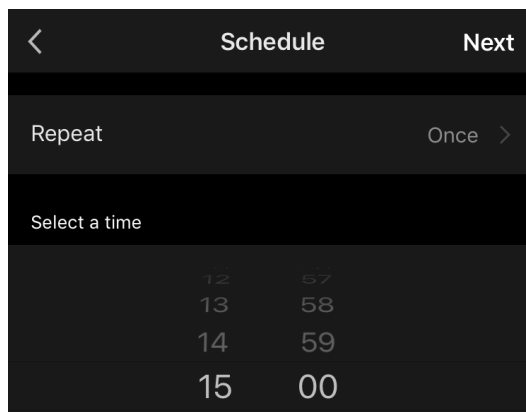 Schedule Next
Repeat Once
Select a time
12 57
13 58
14 59
15 00